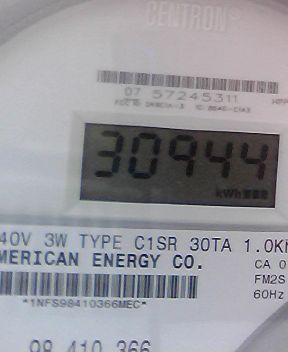 CENTRON®
07 57245311
30944
kWh
40V 3W TYPE C1SR 30TA 1.0K
MERICAN ENERGY CO.
CA 0
FM2S
60Hz
*1NFS98410366MEC*
98 410 366